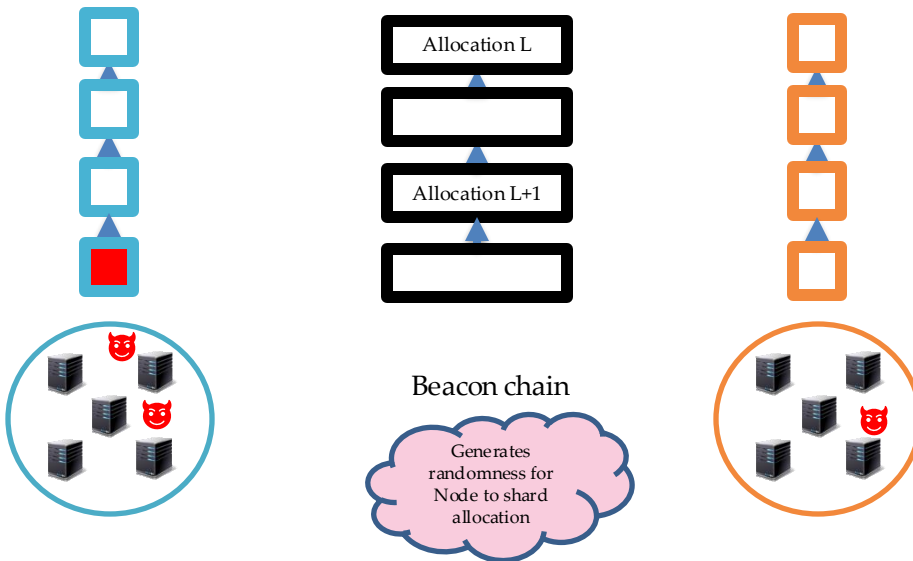 Allocation L
Allocation L+1
Beacon chain
Generates
randomness for
Node to shard
allocation